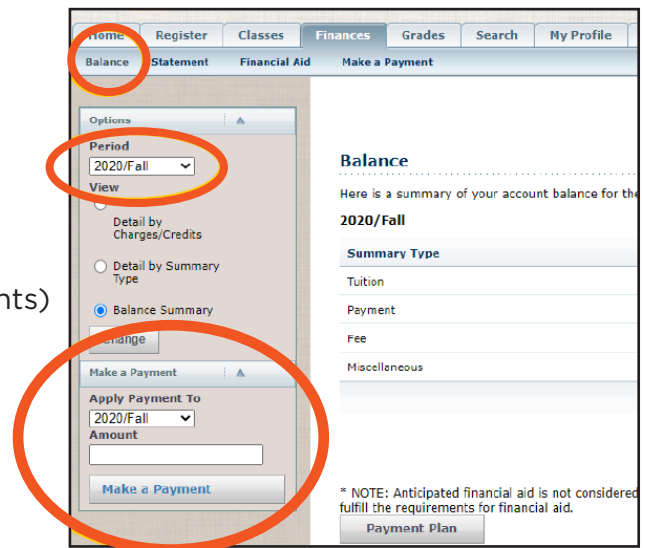 Home Register Classes Finances Grades Search My Profile
Balance Statement Financial Aid Make a Payment
Options
Period
2020/Fall
View
Detail by
Charges/Credits
Detail by Summary
Type
Balance Summary
Change
Make a Payment
Apply Payment To
2020/Fall
Amount
Make a Payment
Balance
Here is a summary of your account balance for the
2020/Fall
Summary Type
Tuition
Payment
Fee
Miscellaneous
* NOTE: Anticipated financial aid is not considered
fulfill the requirements for financial aid.
Payment Plan